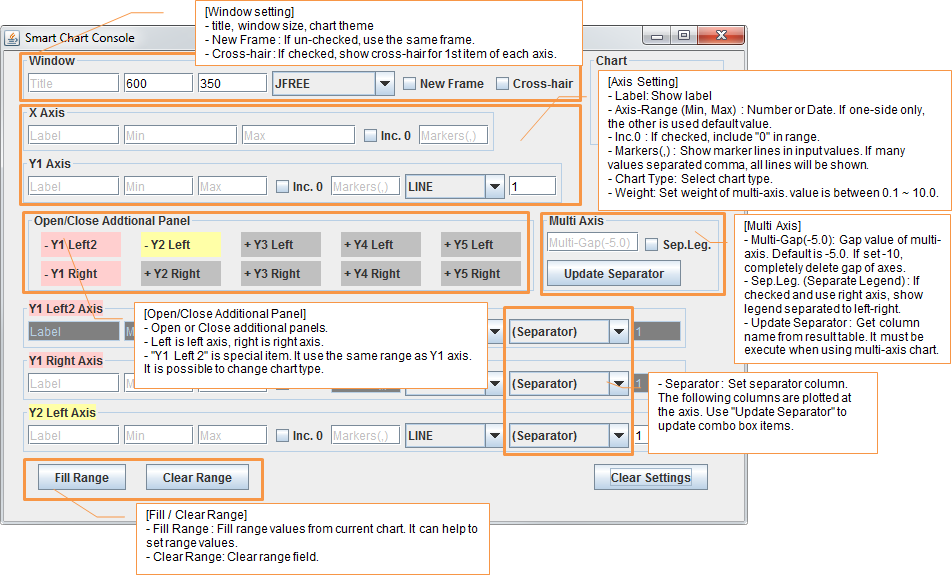 [Window setting]
- title, window size, chart theme
- New Frame : If un-checked, use the same frame.
- Cross-hair : If checked, show cross-hair for 1st item of each axis.
Smart Chart Console
Window
Title
600
350
JFREE
New Frame
Cross-hair
Chart
[Axis Setting]
- Label: Show label
- Axis-Range (Min, Max) : Number or Date. If one-side only,
the other is used default value.
- Inc.0 : If checked, include "0" in range.
- Markers(,) : Show marker lines in input values. If many
values separated comma, all lines will be shown.
- Chart Type: Select chart type.
- Weight: Set weight of multi-axis. value is between 0.1 ~ 10.0.
X Axis
Label
Min
Max
Inc. 0
Markers(,)
Y1 Axis
Label
Min
Max
Inc. 0
Markers(,)
LINE
1
Open/Close Addtional Panel
- Y1 Left2
- Y2 Left
+ Y3 Left
+ Y4 Left
+ Y5 Left
- Y1 Right
+ Y2 Right
+ Y3 Right
+ Y4 Right
+ Y5 Right
Multi Axis
Multi-Gap(-5.0)
Sep.Leg.
Update Separator
[Multi Axis]
- Multi-Gap(-5.0): Gap value of multi-
axis. Default is -5.0. If set -10,
completely delete gap of axes.
- Sep.Leg. (Separate Legend) : If
checked and use right axis, show
legend separated to left-right.
- Update Separator : Get column
name from result table. It must be
execute when using multi-axis chart.
Y1 Left2 Axis
Label
(Separator)
1
[Open/Close Additional Panel]
- Open or Close additional panels.
- Left is left axis, right is right axis.
- "Y1 Left 2" is special item. It use the same range as Y1 axis.
It is possible to change chart type.
Y1 Right Axis
Label
(Separator)
1
- Separator : Set separator column.
The following columns are plotted at
the axis. Use "Update Separator" to
update combo box items.
Y2 Left Axis
Label
Min
Max
Inc. 0
Markers(,)
LINE
(Separator)
1
Fill Range
Clear Range
Clear Settings
[Fill / Clear Range]
- Fill Range : Fill range values from current chart. It can help to
set range values.
- Clear Range: Clear range field.